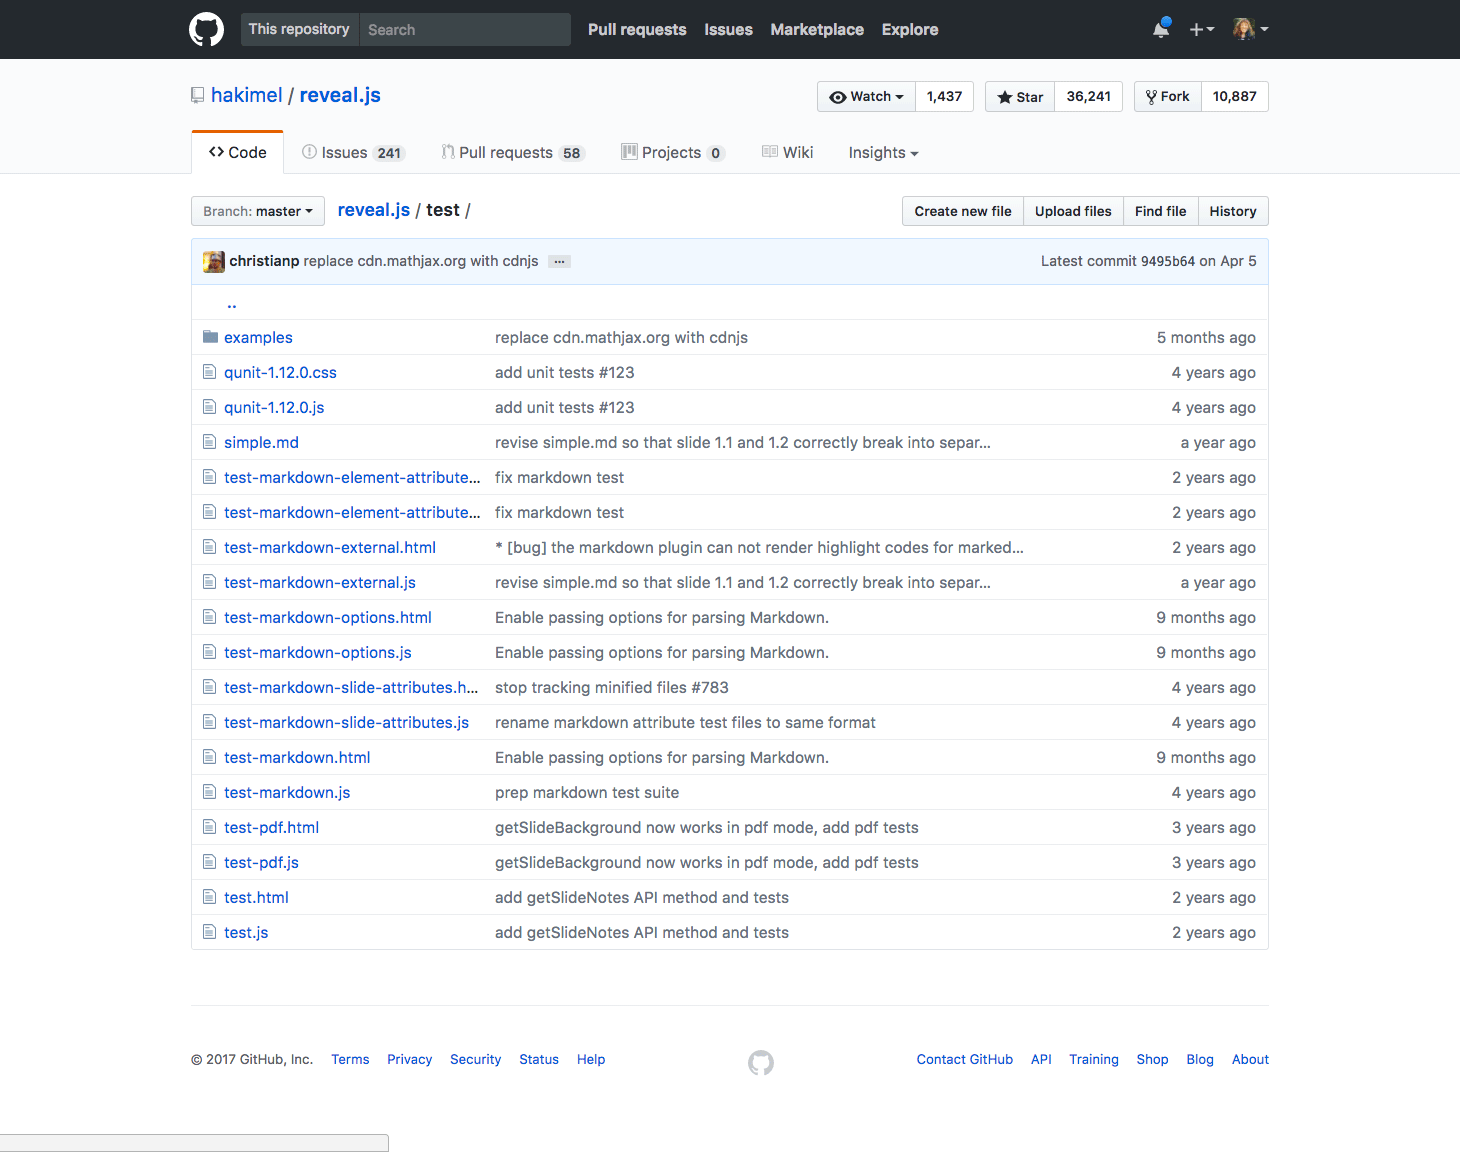 This repository Search Pull requests Issues Marketplace Explore
hakimel / reveal.js Watch 1,437 Star 36,241 Fork 10,887
Code Issues 241 Pull requests 58 Projects 0 Wiki Insights
Branch: master reveal.js / test / Create new file Upload files Find file History
christianp replace cdn.mathjax.org with cdnjs … Latest commit 9495b64 on Apr 5
..
examples replace cdn.mathjax.org with cdnjs 5 months ago
qunit-1.12.0.css add unit tests #123 4 years ago
qunit-1.12.0.js add unit tests #123 4 years ago
simple.md revise simple.md so that slide 1.1 and 1.2 correctly break into separ... a year ago
test-markdown-element-attribute... fix markdown test 2 years ago
test-markdown-element-attribute... fix markdown test 2 years ago
test-markdown-external.html * [bug] the markdown plugin can not render highlight codes for marked... 2 years ago
test-markdown-external.js revise simple.md so that slide 1.1 and 1.2 correctly break into separ... a year ago
test-markdown-options.html Enable passing options for parsing Markdown. 9 months ago
test-markdown-options.js Enable passing options for parsing Markdown. 9 months ago
test-markdown-slide-attributes.h... stop tracking minified files #783 4 years ago
test-markdown-slide-attributes.js rename markdown attribute test files to same format 4 years ago
test-markdown.html Enable passing options for parsing Markdown. 9 months ago
test-markdown.js prep markdown test suite 4 years ago
test-pdf.html getSlideBackground now works in pdf mode, add pdf tests 3 years ago
test-pdf.js getSlideBackground now works in pdf mode, add pdf tests 3 years ago
test.html add getSlideNotes API method and tests 2 years ago
test.js add getSlideNotes API method and tests 2 years ago
© 2017 GitHub, Inc. Terms Privacy Security Status Help Contact GitHub API Training Shop Blog About